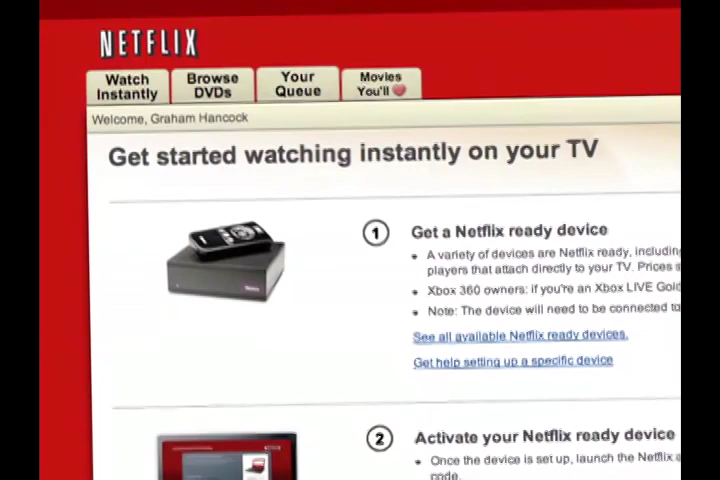 NETFLIX
Watch Instantly
Browse DVDs
Your Queue
Movies You'll
Welcome, Graham Hancock
Get started watching instantly on your TV
1 Get a Netflix ready device
A variety of devices are Netflix ready, including
players that attach directly to your TV. Prices
Xbox 360 owners: if you're an Xbox LIVE Gold
Note: The device will need to be connected to
See all available Netflix ready devices.
Get help setting up a specific device
2 Activate your Netflix ready device
Once the device is set up, launch the Netflix
code.